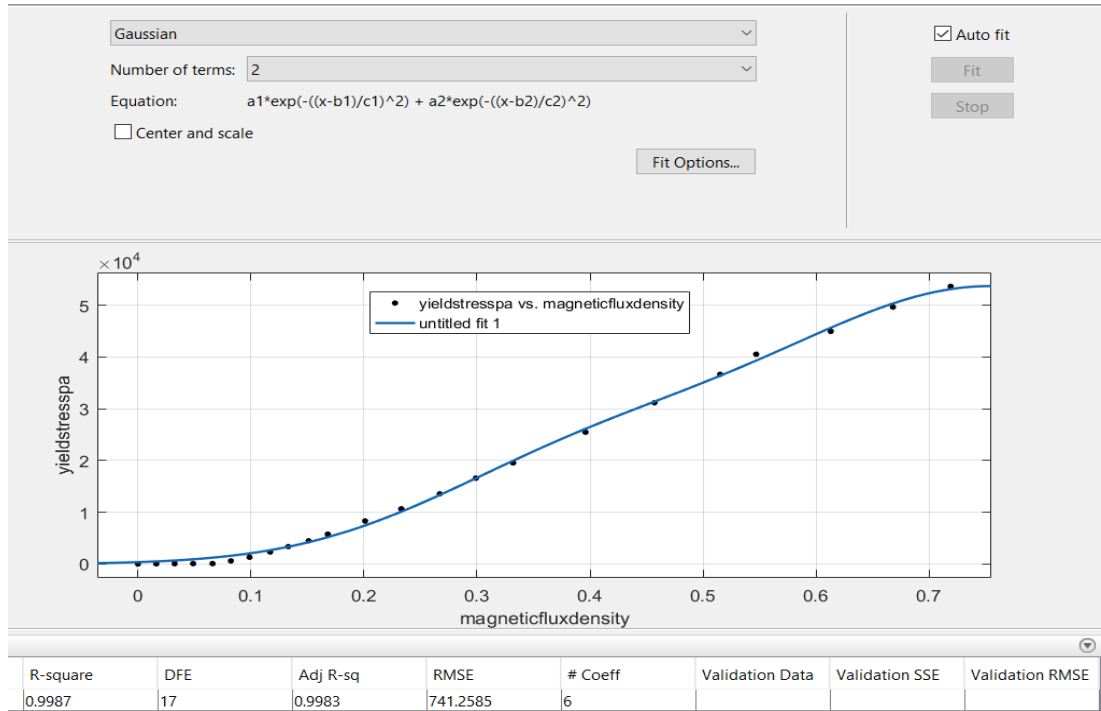 Gaussian
Auto fit
Number of terms: 2
Fit
Equation: a1*exp(-((x-b1)/c1)^2) + a2*exp(-((x-b2)/c2)^2)
Stop
Center and scale
Fit Options...
×10^4
yieldstresspa vs. magneticfluxdensity
untitled fit 1
5
4
3
2
1
0
yieldstresspa
0 0.1 0.2 0.3 0.4 0.5 0.6 0.7
magneticfluxdensity
R-square DFE Adj R-sq RMSE # Coeff Validation Data Validation SSE Validation RMSE
0.9987 17 0.9983 741.2585 6